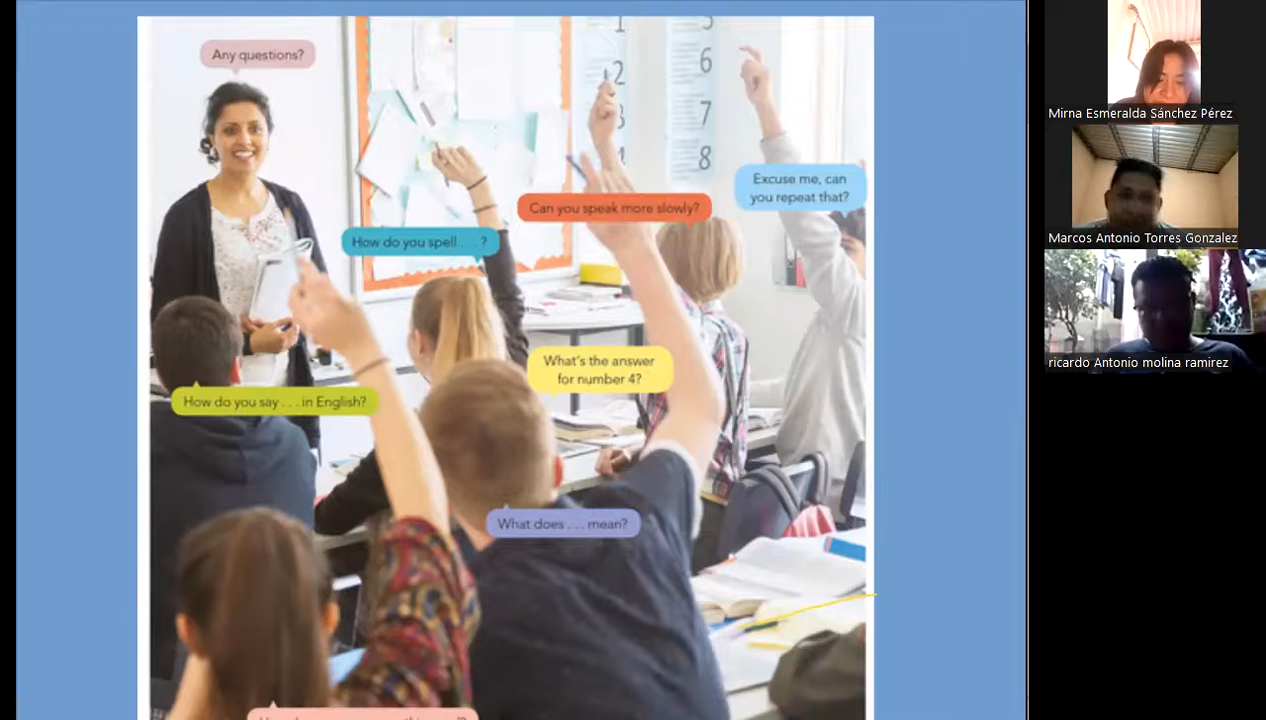 Any questions?
1
2
3
6
7
8
Excuse me, can
you repeat that?
Can you speak more slowly?
How do you spell . . . ?
What's the answer
for number 4?
How do you say . . . in English?
What does . . . mean?
Mirna Esmeralda Sánchez Pérez
Marcos Antonio Torres Gonzalez
ricardo Antonio molina ramirez